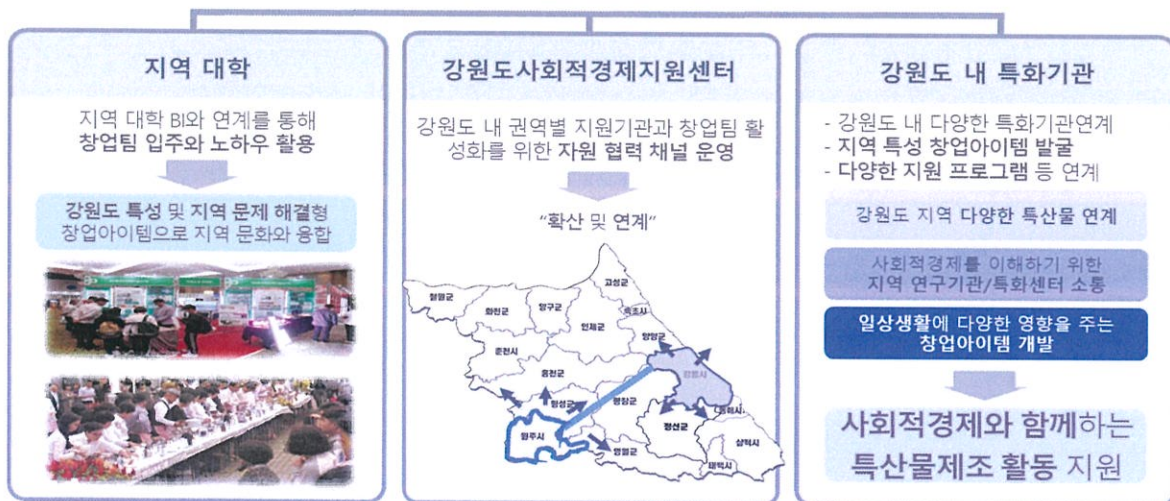 지역 대학
지역 대학 BI와 연계를 통해
창업팀 입주와 노하우 활용
강원도 특성 및 지역 문제 해결형
창업아이템으로 지역 문화와 융합
강원도사회적경제지원센터
강원도 내 권역별 지원기관과 창업팀 활
성화를 위한 자원 협력 채널 운영
“확산 및 연계“
고성군
철원군
화천군
양구군
인제군
속초시
양양군
춘천시
홍천군
강릉시
횡성군
평창군
동해시
원주시
정선군
삼척시
영월군
태백시
강원도 내 특화기관
- 강원도 내 다양한 특화기관연계
- 지역 특성 창업아이템 발굴
- 다양한 지원 프로그램 등 연계
강원도 지역 다양한 특산물 연계
사회적경제를 이해하기 위한
지역 연구기관/특화센터 소통
일상생활에 다양한 영향을 주는
창업아이템 개발
사회적경제와 함께하는
특산물제조 활동 지원